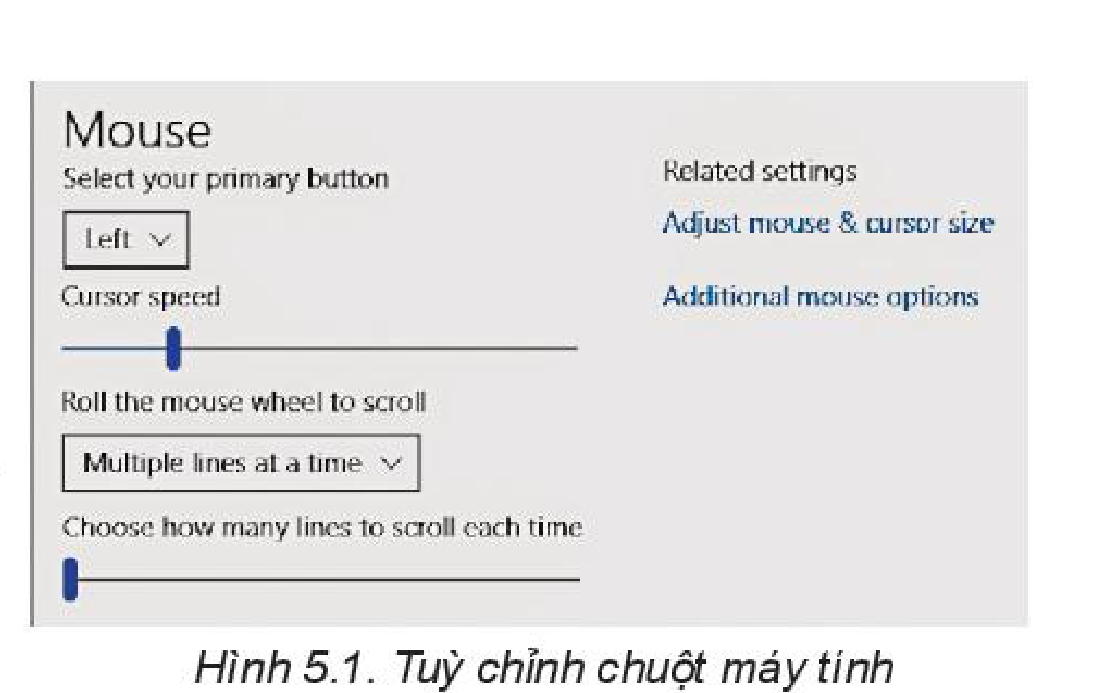 Mouse
Select your primary button
Left
Cursor speed
Roll the mouse wheel to scroll
Multiple lines at a time
Choose how many lines to scroll each time
Related settings
Adjust mouse & cursor size
Additional mouse options
Hình 5.1. Tuỳ chỉnh chuột máy tính